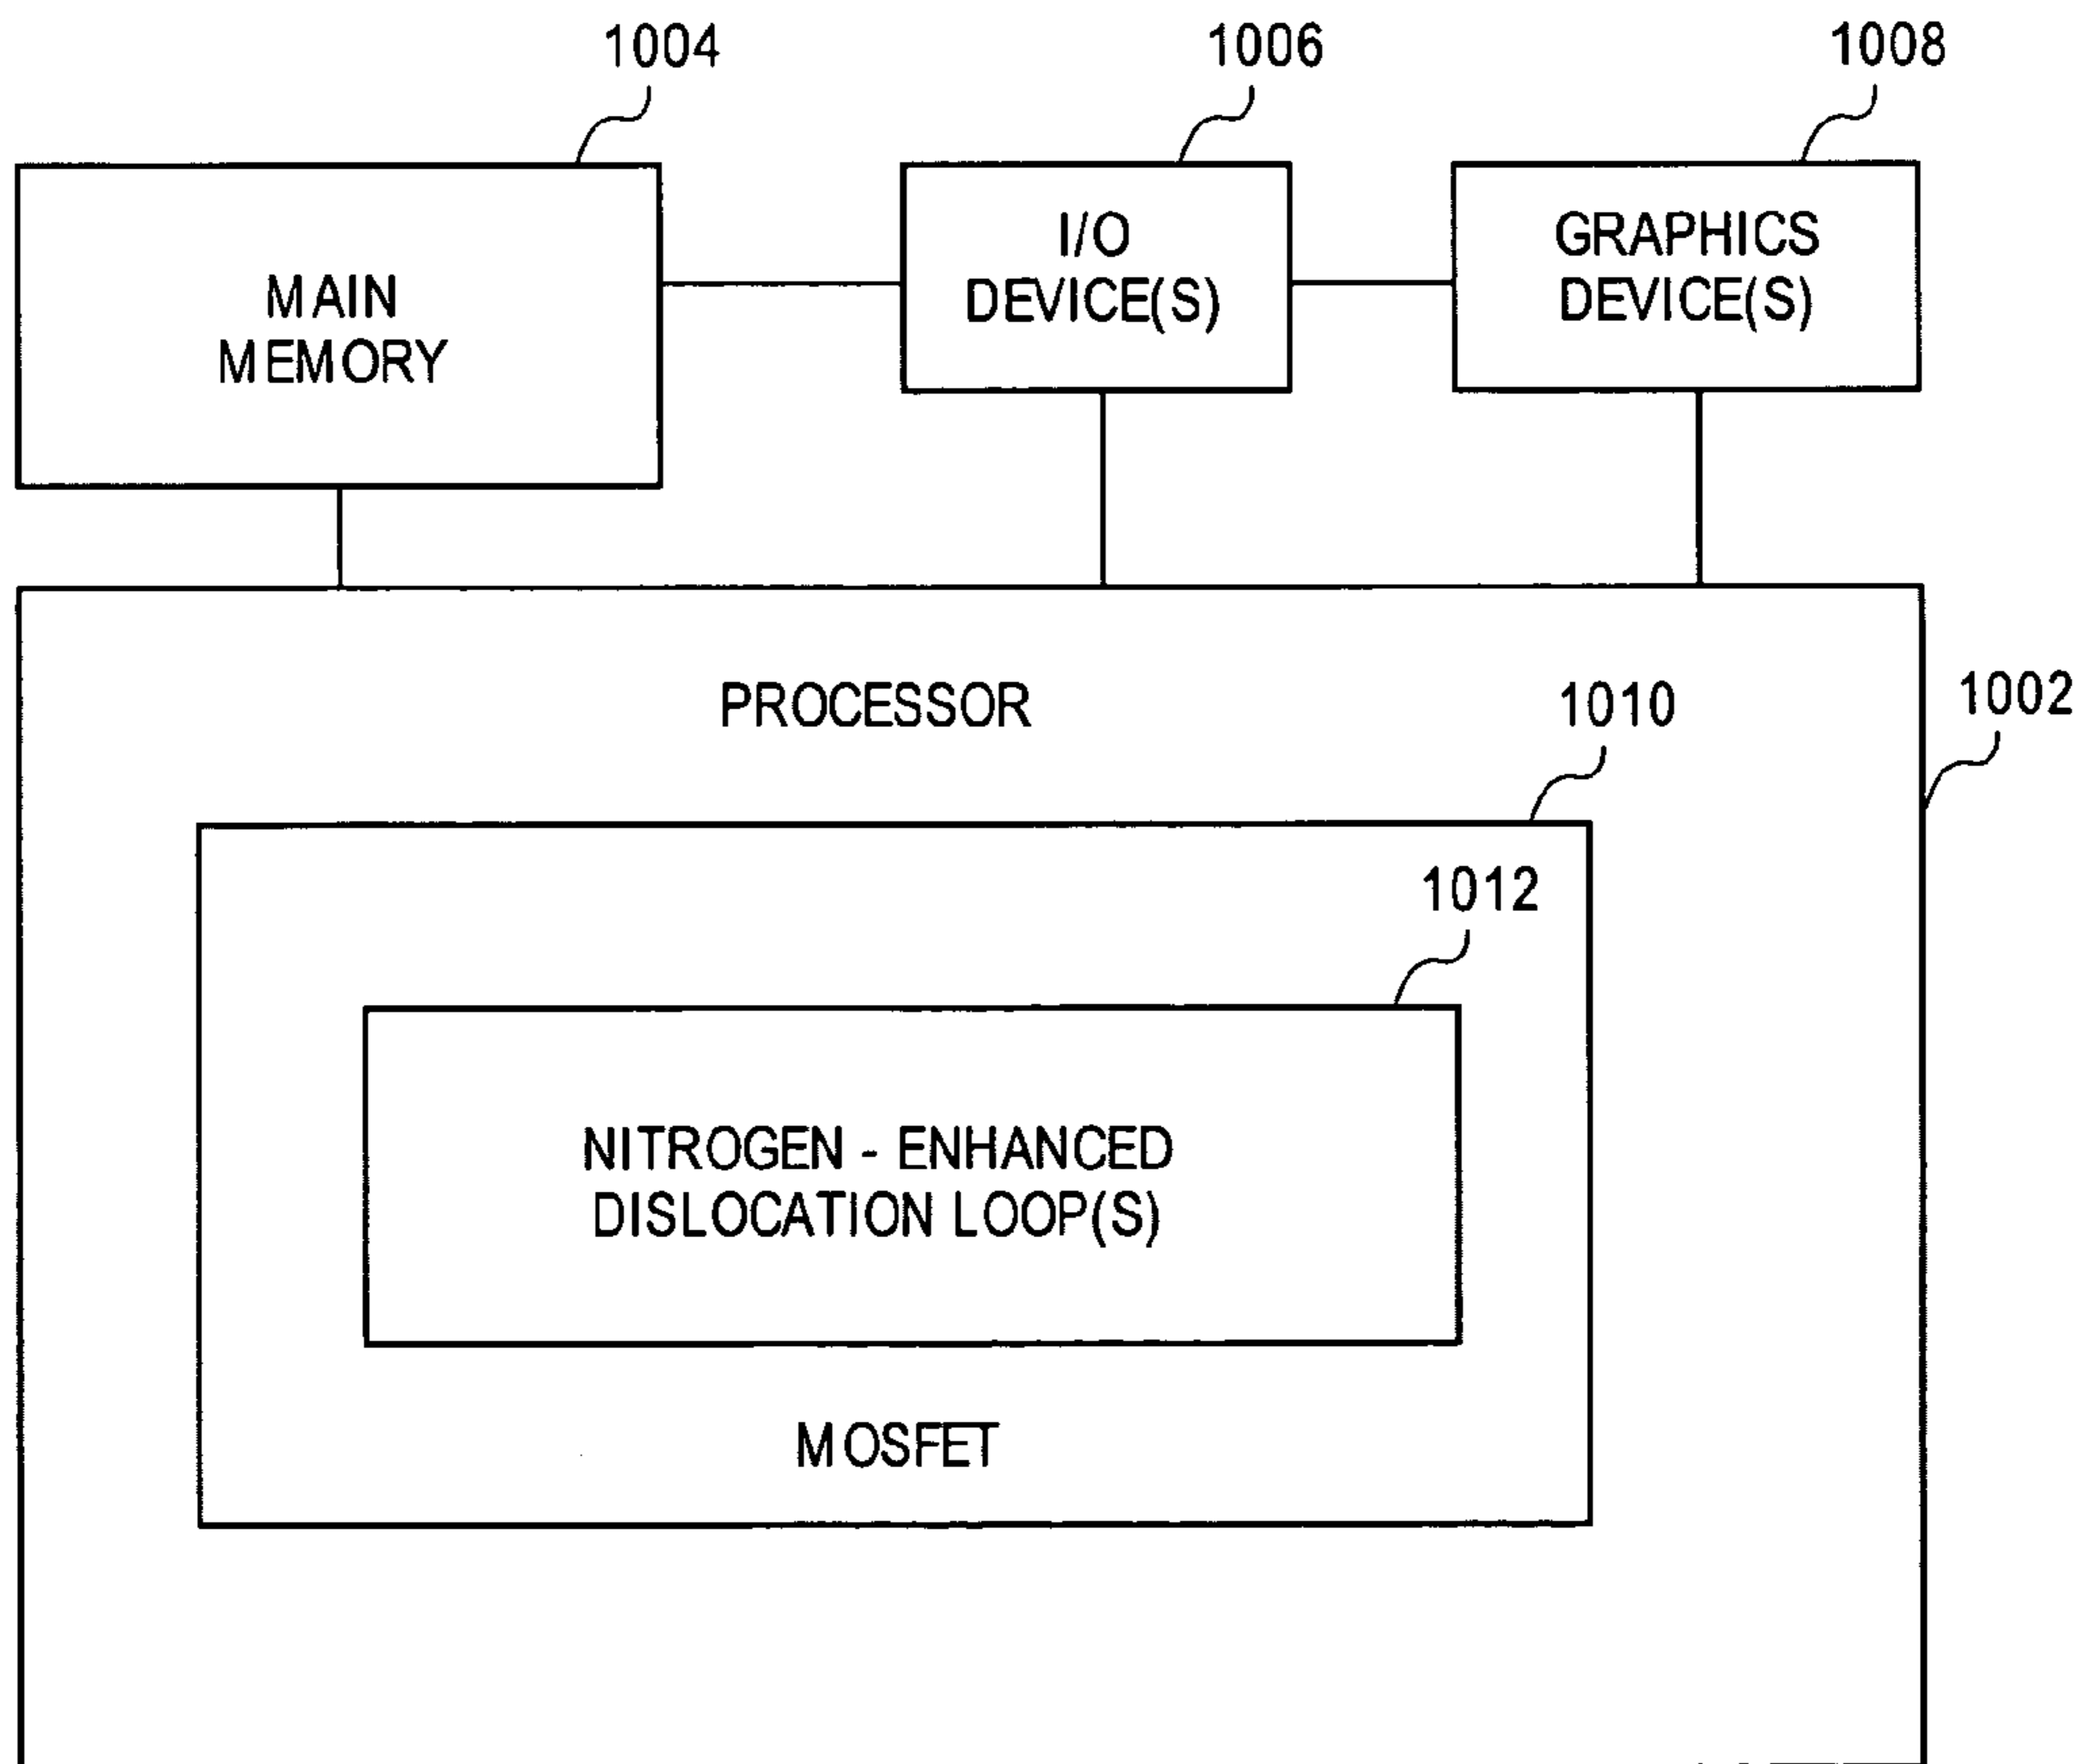 1004
1006
1008
MAIN
MEMORY
I/O
DEVICE(S)
GRAPHICS
DEVICE(S)
PROCESSOR
1010
1002
1012
NITROGEN - ENHANCED
DISLOCATION LOOP(S)
MOSFET